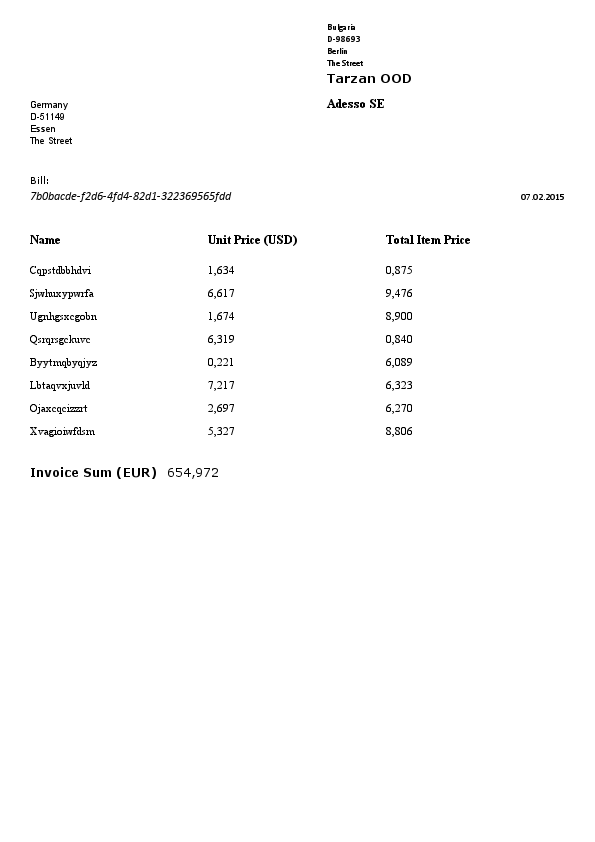 Bulgaria
D-98693
Berlin
The Street
Tarzan OOD
Adesso SE
Germany
D-51149
Essen
The Street
Bill:
7b0bacde-f2d6-4fd4-82d1-322369565fdd 07.02.2015
Name Unit Price (USD) Total Item Price
Cqpstdbbhdvi 1,634 0,875
Sjwhuxypwrfa 6,617 9,476
Ugnhgsxcgobn 1,674 8,900
Qsrqrsgckuvc 6,319 0,840
Byytmqbyqjyz 0,221 6,089
Lbtaqvxjuvld 7,217 6,323
Ojaxcqcizzrt 2,697 6,270
Xvagioiwfdsm 5,327 8,806
Invoice Sum (EUR) 654,972